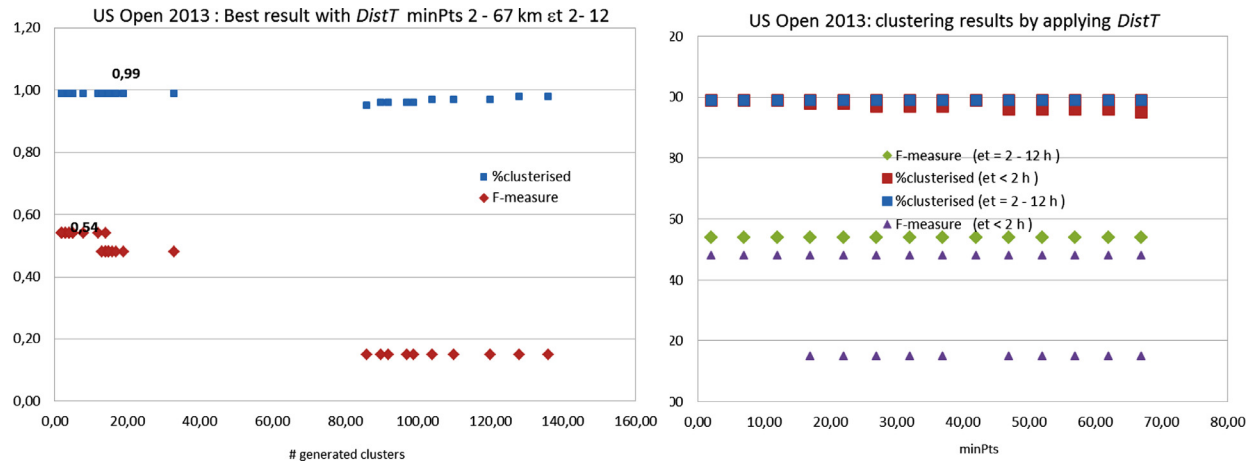 US Open 2013 : Best result with DistT minPts 2 - 67 km εt 2- 12
1,20
1,00
0,80
0,60
0,40
0,20
0,00
0,99
0,54
%clusterised
F-measure
0,00 20,00 40,00 60,00 80,00 100,00 120,00 140,00 160,00
# generated clusters
US Open 2013: clustering results by applying DistT
20
00
80
60
40
20
00
F-measure (et = 2 - 12 h )
%clusterised (et < 2 h )
%clusterised (et = 2 - 12 h )
F-measure (et < 2 h )
0,00 10,00 20,00 30,00 40,00 50,00 60,00 70,00 80,00
minPts